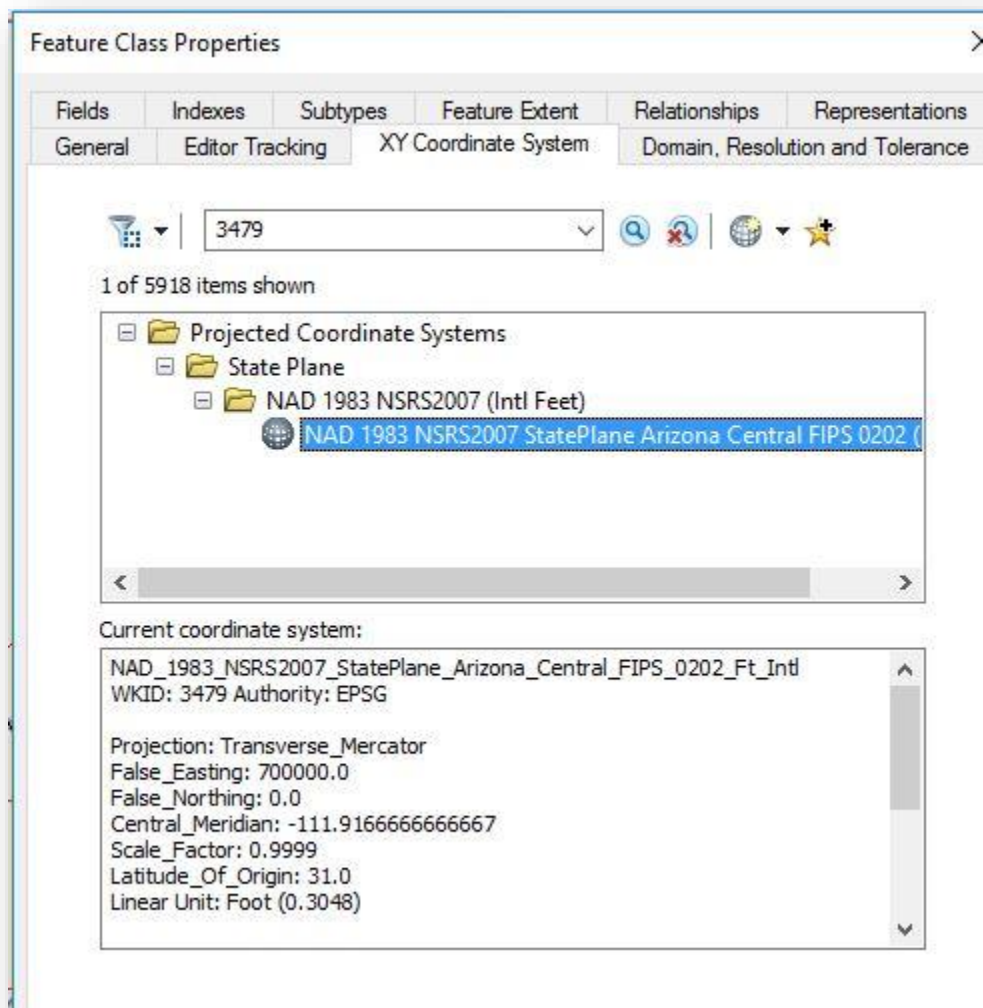 Feature Class Properties
Fields Indexes Subtypes Feature Extent Relationships Representations
General Editor Tracking XY Coordinate System Domain, Resolution and Tolerance
3479
1 of 5918 items shown
Projected Coordinate Systems
State Plane
NAD 1983 NSRS2007 (Intl Feet)
NAD 1983 NSRS2007 StatePlane Arizona Central FIPS 0202 (
Current coordinate system:
NAD_1983_NSRS2007_StatePlane_Arizona_Central_FIPS_0202_Ft_Intl
WKID: 3479 Authority: EPSG
Projection: Transverse_Mercator
False_Easting: 700000.0
False_Northing: 0.0
Central_Meridian: -111.9166666666667
Scale_Factor: 0.9999
Latitude_Of_Origin: 31.0
Linear Unit: Foot (0.3048)